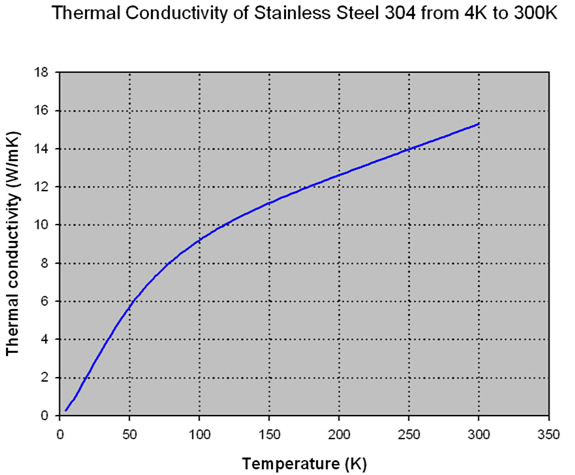 Thermal Conductivity of Stainless Steel 304 from 4K to 300K
Thermal conductivity (W/mK)
18
16
14
12
10
8
6
4
2
0
0 50 100 150 200 250 300 350
Temperature (K)